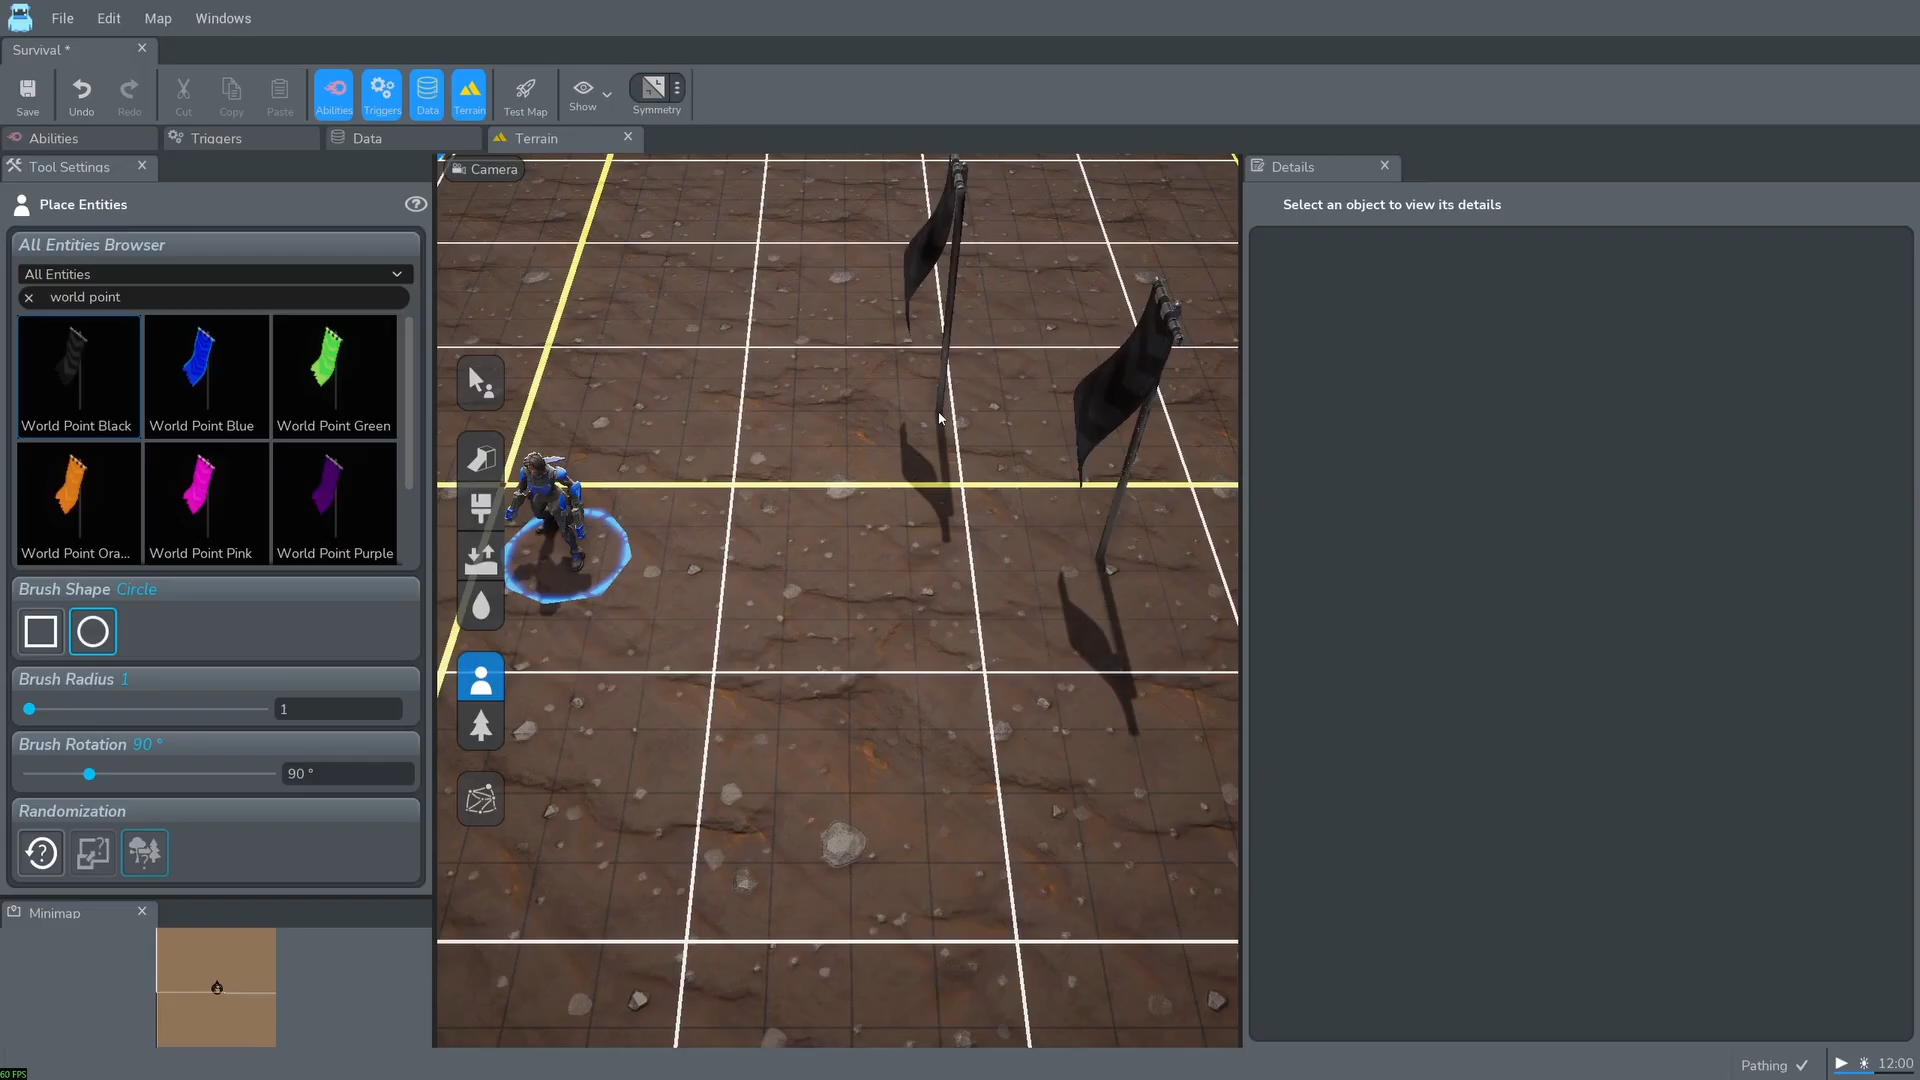 File Edit Map Windows
Survival *
Save Undo Redo Cut Copy Paste Abilities Triggers Data Terrain Test Map Show Symmetry
Abilities Triggers Data Terrain
Tool Settings
Camera
Details
Place Entities
Select an object to view its details
All Entities Browser
All Entities
world point
World Point Black World Point Blue World Point Green
World Point Ora... World Point Pink World Point Purple
Brush Shape Circle
Brush Radius 1
1
Brush Rotation 90 °
90 °
Randomization
Minimap
Pathing
12:00
60 FPS